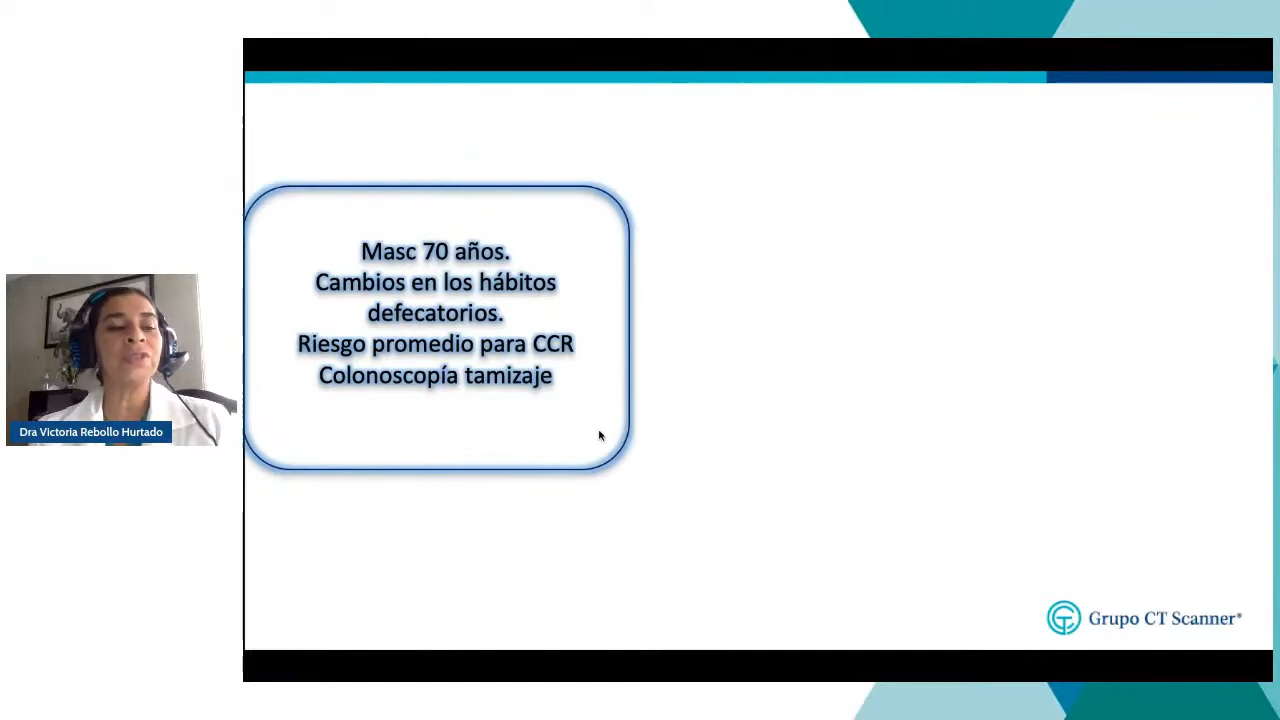 Masc 70 años.
Cambios en los hábitos
defecatorios.
Riesgo promedio para CCR
Colonoscopía tamizaje
Dra Victoria Rebollo Hurtado
Grupo CT Scanner®